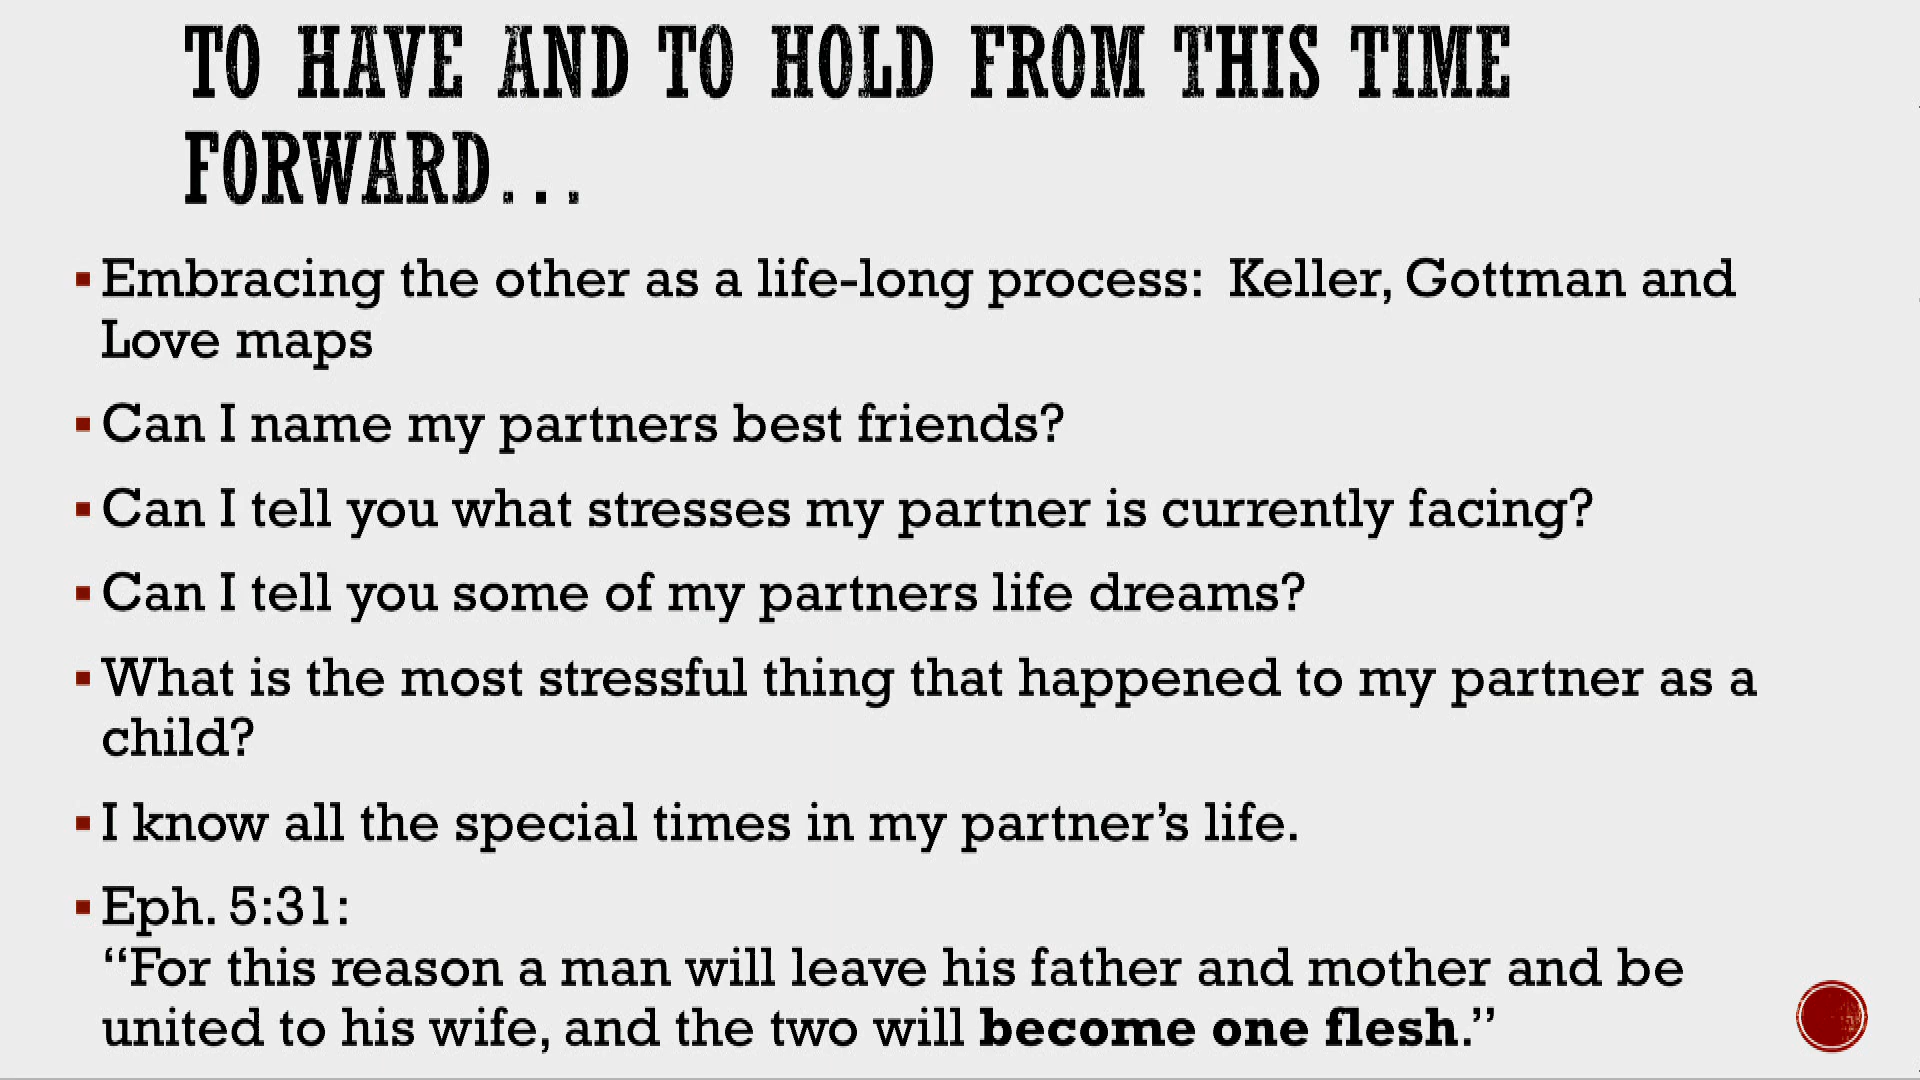 TO HAVE AND TO HOLD FROM THIS TIME
FORWARD...
▪ Embracing the other as a life-long process:  Keller, Gottman and
Love maps
▪ Can I name my partners best friends?
▪ Can I tell you what stresses my partner is currently facing?
▪ Can I tell you some of my partners life dreams?
▪ What is the most stressful thing that happened to my partner as a
child?
▪ I know all the special times in my partner’s life.
▪ Eph. 5:31:
“For this reason a man will leave his father and mother and be
united to his wife, and the two will become one flesh.”